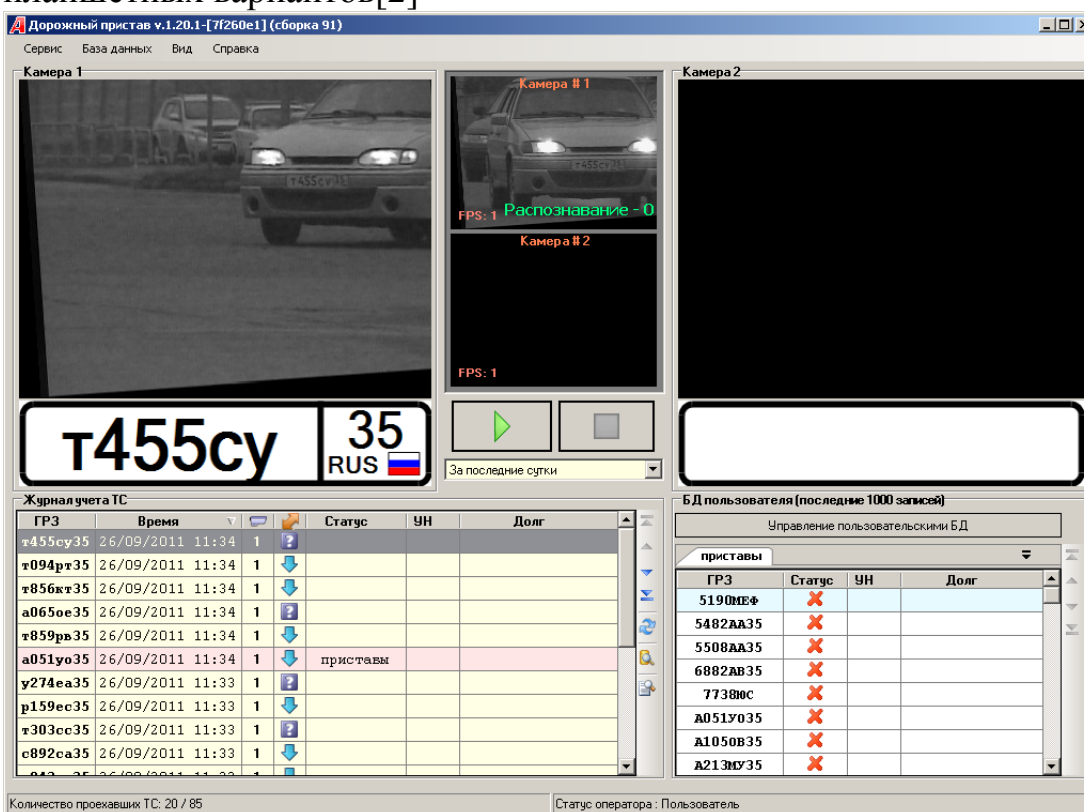 планшетных вариантов[2]
Дорожный пристав v.1.20.1-[7f260e1] (сборка 91)
Сервис База данных Вид Справка
Камера 1
Камера # 1
т455су35
FPS: 1 Распознавание - 0
Камера # 2
FPS: 1
Камера 2
т455су 35
RUS
За последние сутки
Журнал учета ТС
ГРЗ Время Статус УН Долг
т455су35 26/09/2011 11:34 1
т094рт35 26/09/2011 11:34 1
т856кт35 26/09/2011 11:34 1
а065ое35 26/09/2011 11:34 1
т859рв35 26/09/2011 11:34 1
а051уо35 26/09/2011 11:34 1 приставы
у274еа35 26/09/2011 11:33 1
р159ес35 26/09/2011 11:33 1
т303сс35 26/09/2011 11:33 1
с892са35 26/09/2011 11:33 1
БД пользователя (последние 1000 записей)
Управление пользовательскими БД
приставы
ГРЗ Статус УН Долг
5190МЕФ
5482АА35
5508АА35
6882АВ35
7738ЮС
А051УО35
А105ОВ35
А213МУ35
Количество проехавших ТС: 20 / 85
Статус оператора : Пользователь